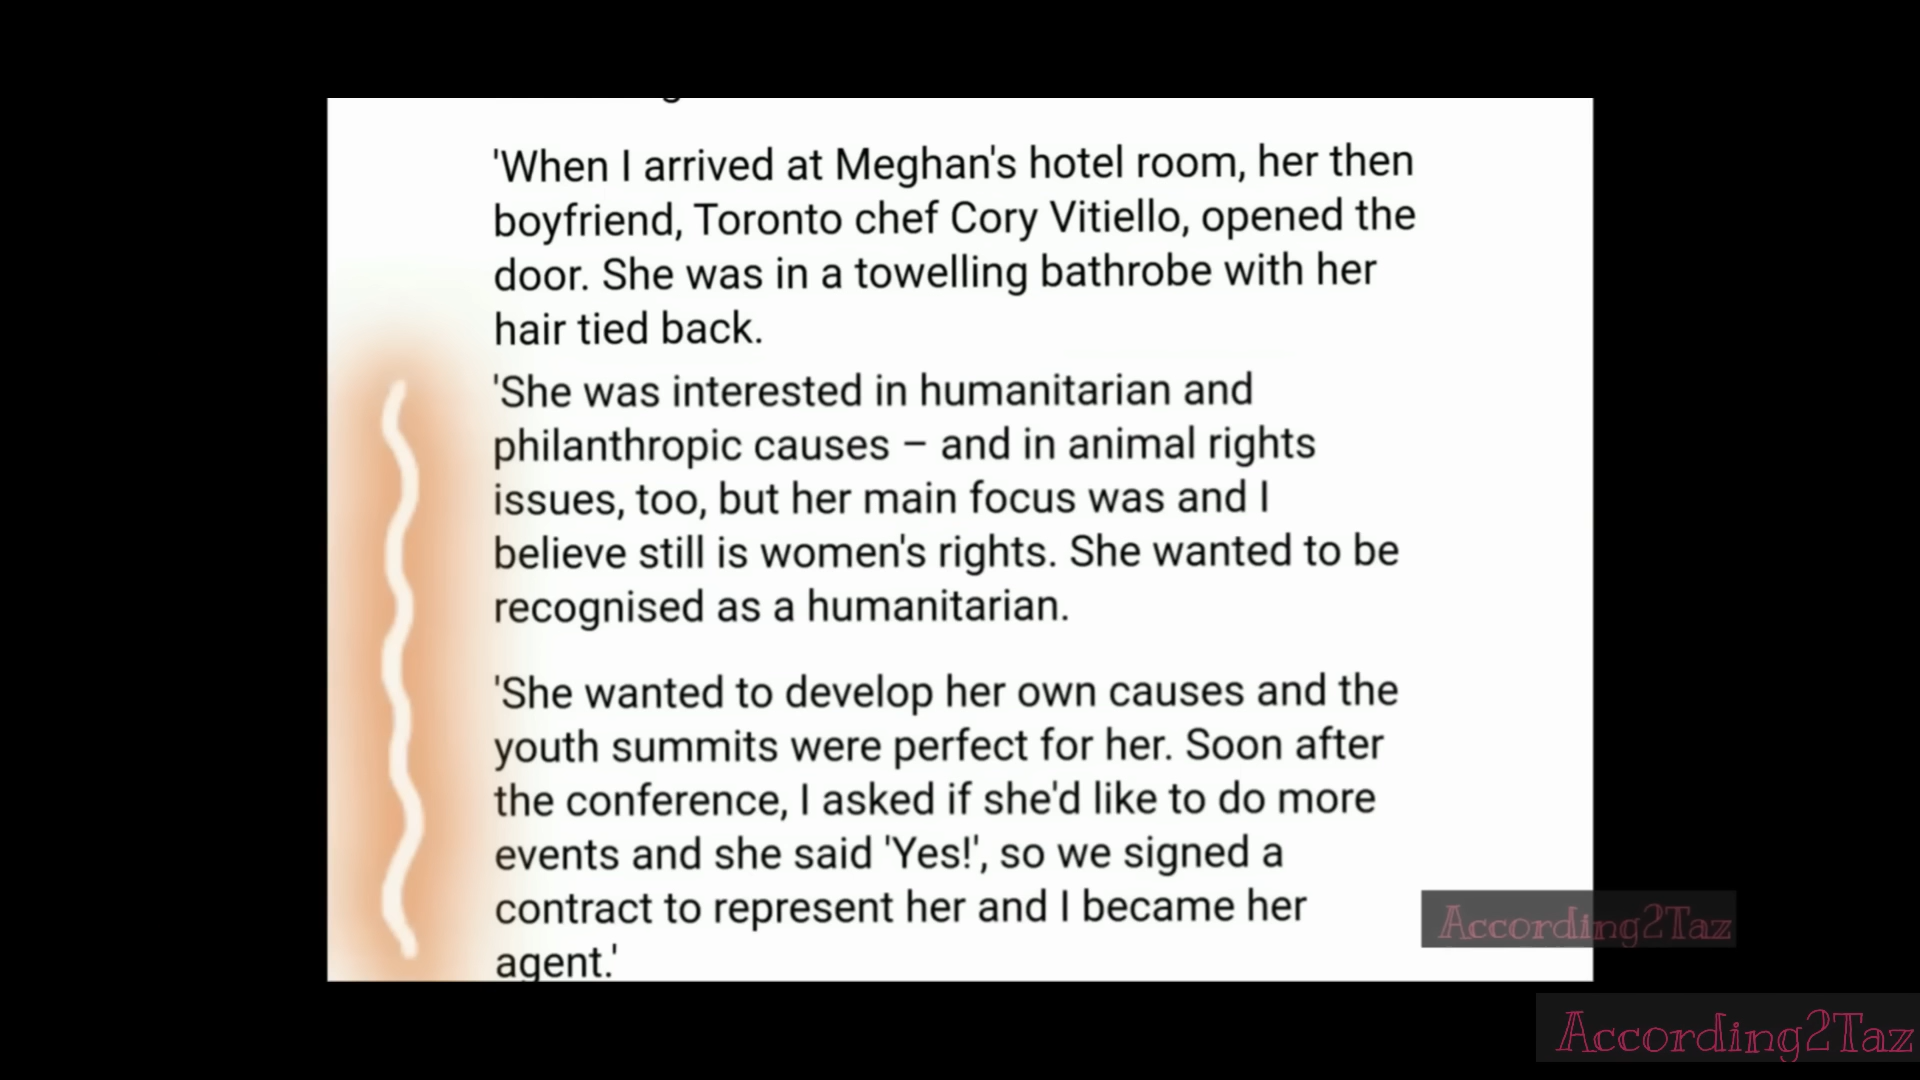 'When I arrived at Meghan's hotel room, her then
boyfriend, Toronto chef Cory Vitiello, opened the
door. She was in a towelling bathrobe with her
hair tied back.
'She was interested in humanitarian and
philanthropic causes – and in animal rights
issues, too, but her main focus was and I
believe still is women's rights. She wanted to be
recognised as a humanitarian.
'She wanted to develop her own causes and the
youth summits were perfect for her. Soon after
the conference, I asked if she'd like to do more
events and she said 'Yes!', so we signed a
contract to represent her and I became her
agent.'
According2Taz
According2Taz